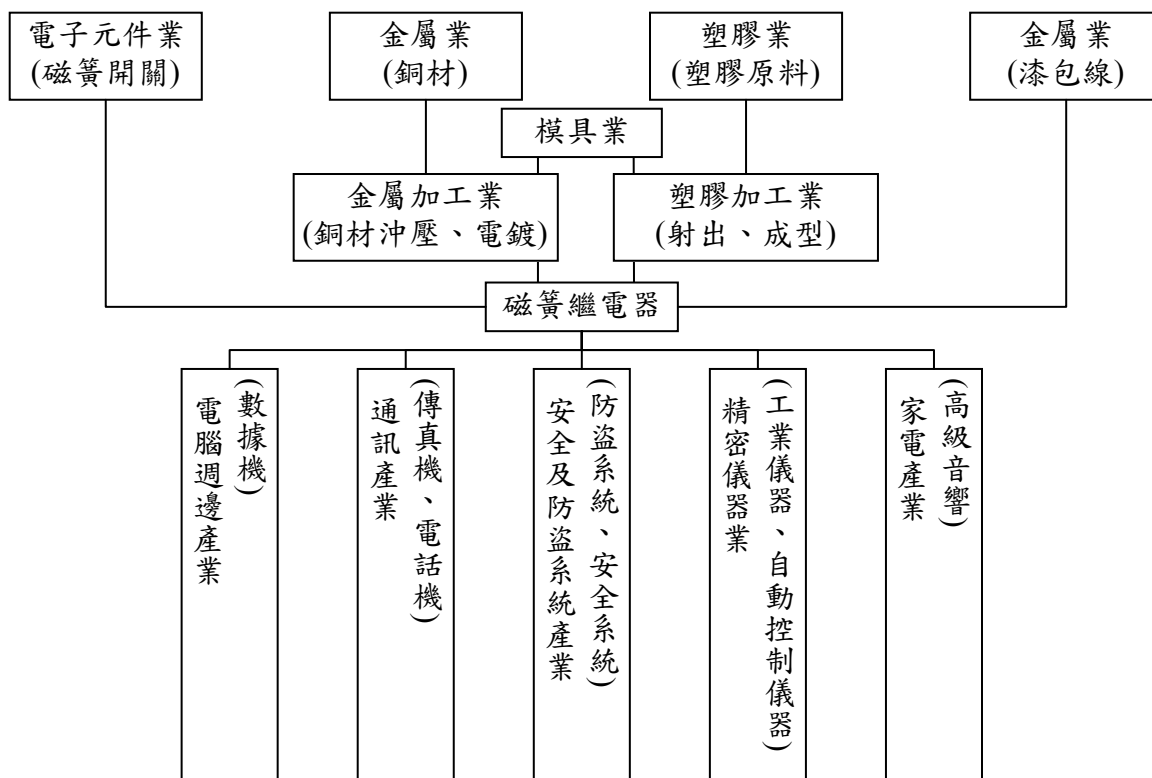 電子元件業
(磁簧開關)
金屬業
(銅材)
塑膠業
(塑膠原料)
金屬業
(漆包線)
模具業
金屬加工業
(銅材沖壓、電鍍)
塑膠加工業
(射出、成型)
磁簧繼電器
電腦週邊產業
(數據機)
通訊產業
(傳真機、電話機)
安全及防盜系統產業
(防盜系統、安全系統)
精密儀器業
(工業儀器、自動控制儀器)
家電產業
(高級音響)